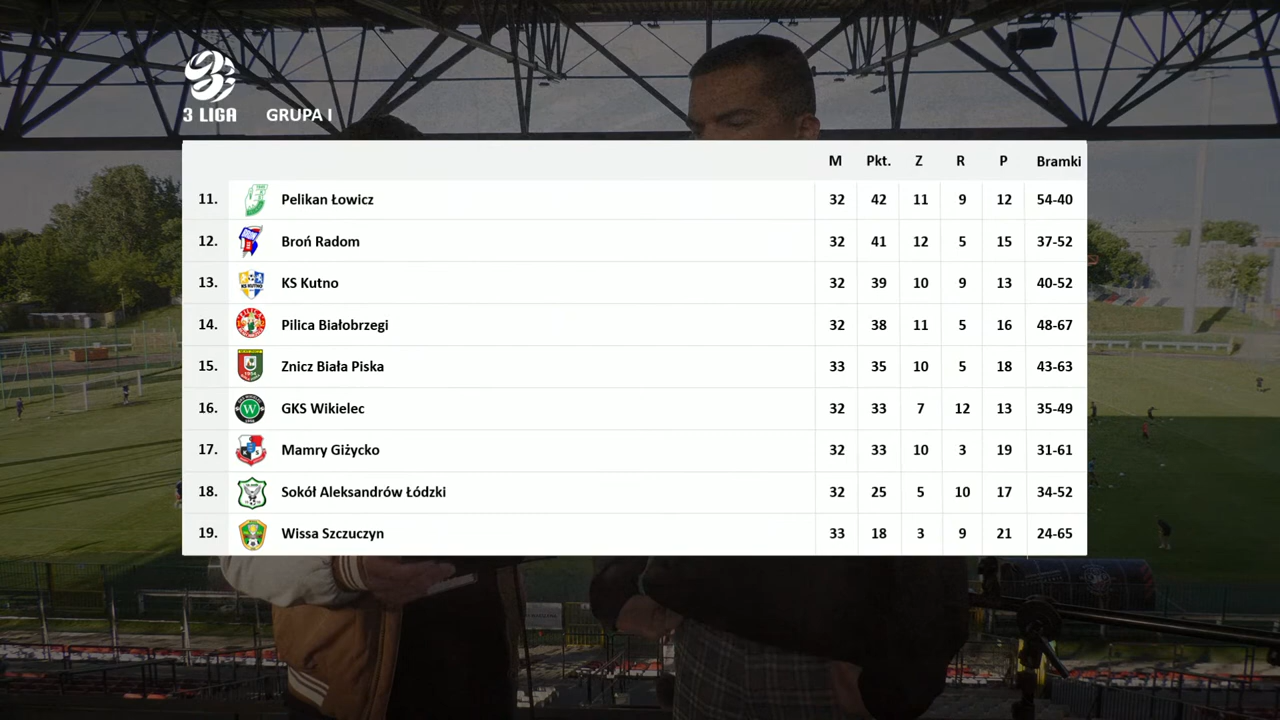 3 LIGA GRUPA I
M Pkt. Z R P Bramki
11. Pelikan Łowicz 32 42 11 9 12 54-40
12. Broń Radom 32 41 12 5 15 37-52
13. KS Kutno 32 39 10 9 13 40-52
14. Pilica Białobrzegi 32 38 11 5 16 48-67
15. Znicz Biała Piska 33 35 10 5 18 43-63
16. GKS Wikielec 32 33 7 12 13 35-49
17. Mamry Giżycko 32 33 10 3 19 31-61
18. Sokół Aleksandrów Łódzki 32 25 5 10 17 34-52
19. Wissa Szczuczyn 33 18 3 9 21 24-65